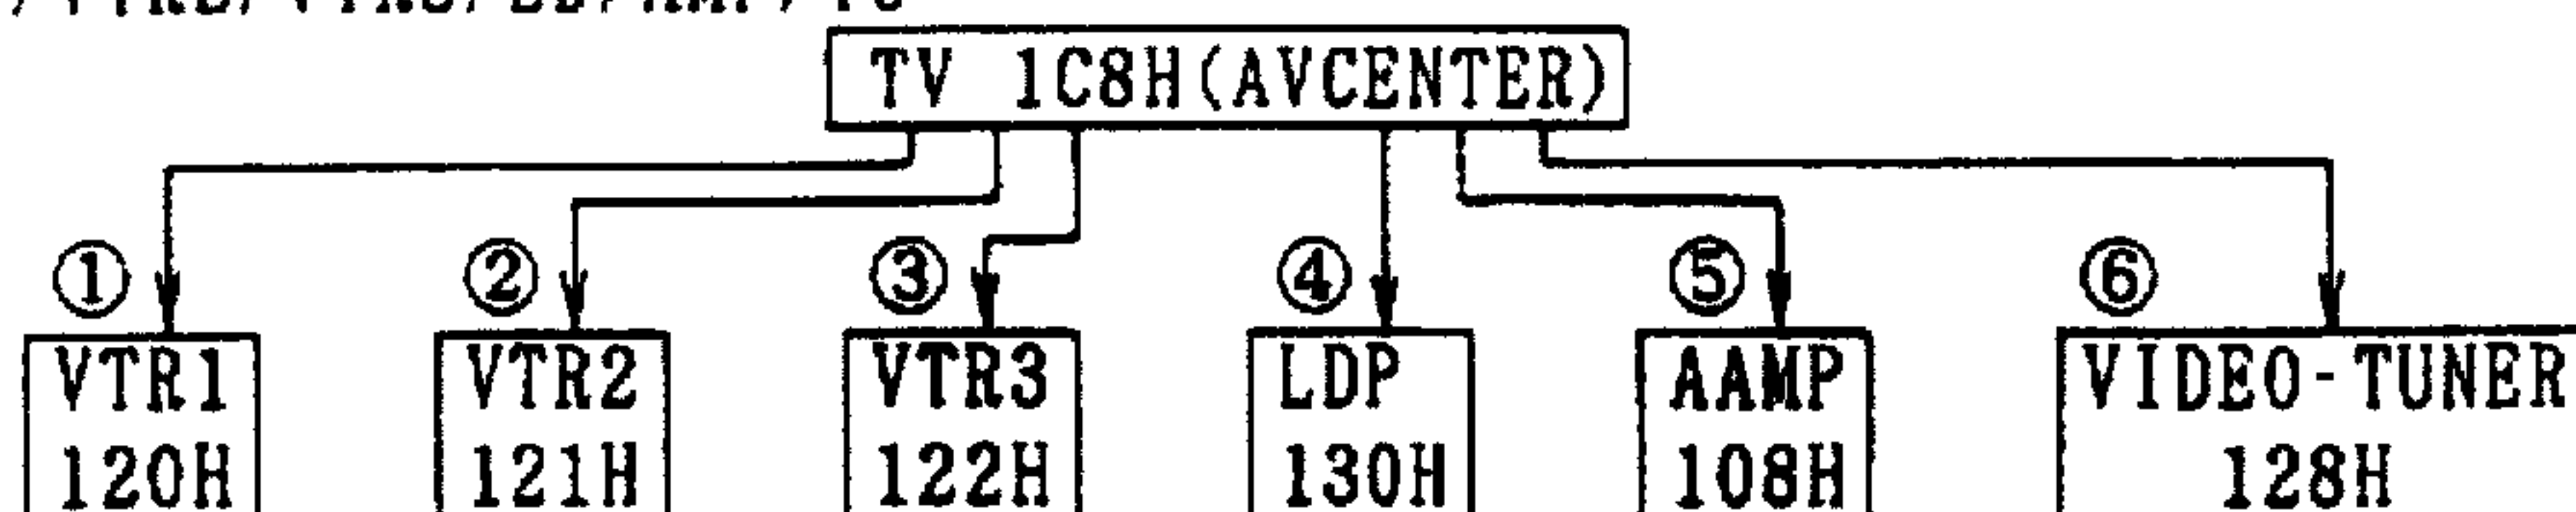 TV 1C8H(AVCENTER)
① ② ③ ④ ⑤ ⑥
VTR1 VTR2 VTR3 LDP AAMP VIDEO-TUNER
120H 121H 122H 130H 108H 128H